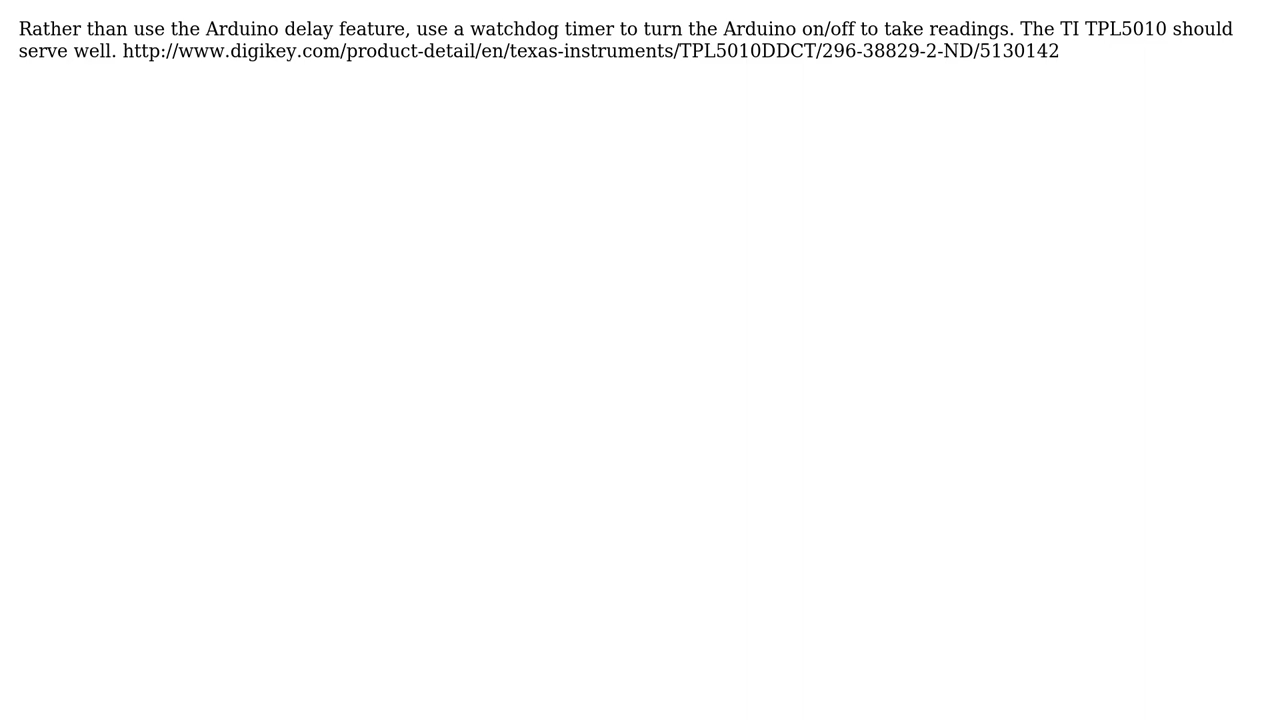 Rather than use the Arduino delay feature, use a watchdog timer to turn the Arduino on/off to take readings. The TI TPL5010 should
serve well. http://www.digikey.com/product-detail/en/texas-instruments/TPL5010DDCT/296-38829-2-ND/5130142